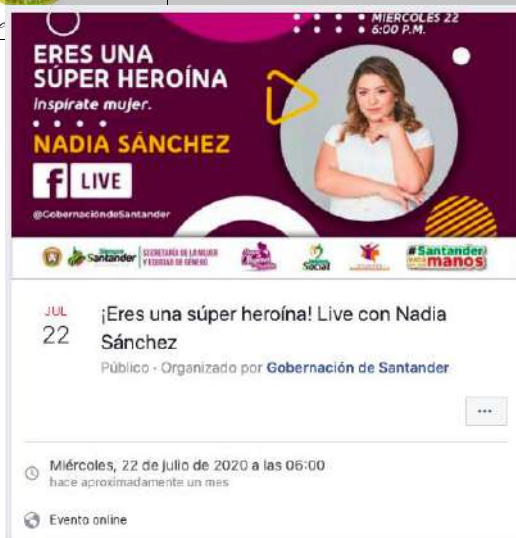 MIÉRCOLES 22
6:00 P.M.
ERES UNA
SÚPER HEROÍNA
Inspírate mujer.
NADIA SÁNCHEZ
f LIVE
@GobernacióndeSantander
Siempre
Santander
SECRETARÍA DE LA MUJER
Y EQUIDAD DE GÉNERO
Social
#Santander
manos
JUL
22
¡Eres una súper heroína! Live con Nadia
Sánchez
Público · Organizado por Gobernación de Santander
...
Miércoles, 22 de julio de 2020 a las 06:00
hace aproximadamente un mes
Evento online